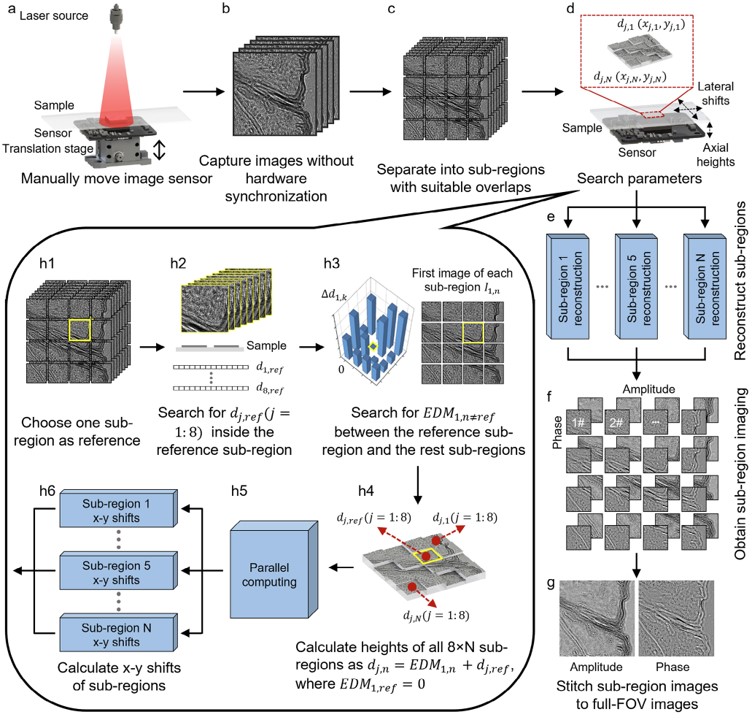 a
Laser source
Sample
Sensor
Translation stage
Manually move image sensor
b
Capture images without
hardware
synchronization
c
Separate into sub-regions
with suitable overlaps
d
d_{j,1} (x_{j,1}, y_{j,1})
d_{j,N} (x_{j,N}, y_{j,N})
Lateral
shifts
Sample
Sensor
Axial
heights
Search parameters
e
Sub-region 1
reconstruction
...
Sub-region 5
reconstruction
...
Sub-region N
reconstruction
Reconstruct sub-regions
f
Amplitude
Phase
1#
2#
...
Obtain sub-region imaging
g
Amplitude
Phase
Stitch sub-region images
to full-FOV images
h1
Choose one sub-
region as reference
h2
Sample
d_{1,ref}
d_{8,ref}
Search for d_{j,ref}(j =
1: 8) inside the
reference sub-region
h3
Δd_{1,k}
0
First image of each
sub-region I_{1,n}
Search for EDM_{1,n≠ref}
between the reference sub-
region and the rest sub-regions
h4
d_{j,ref}(j = 1: 8)
d_{j,1}(j = 1: 8)
d_{j,N}(j = 1: 8)
Calculate heights of all 8×N sub-
regions as d_{j,n} = EDM_{1,n} + d_{j,ref},
where EDM_{1,ref} = 0
h5
Parallel
computing
h6
Sub-region 1
x-y shifts
Sub-region 5
x-y shifts
Sub-region N
x-y shifts
Calculate x-y shifts
of sub-regions